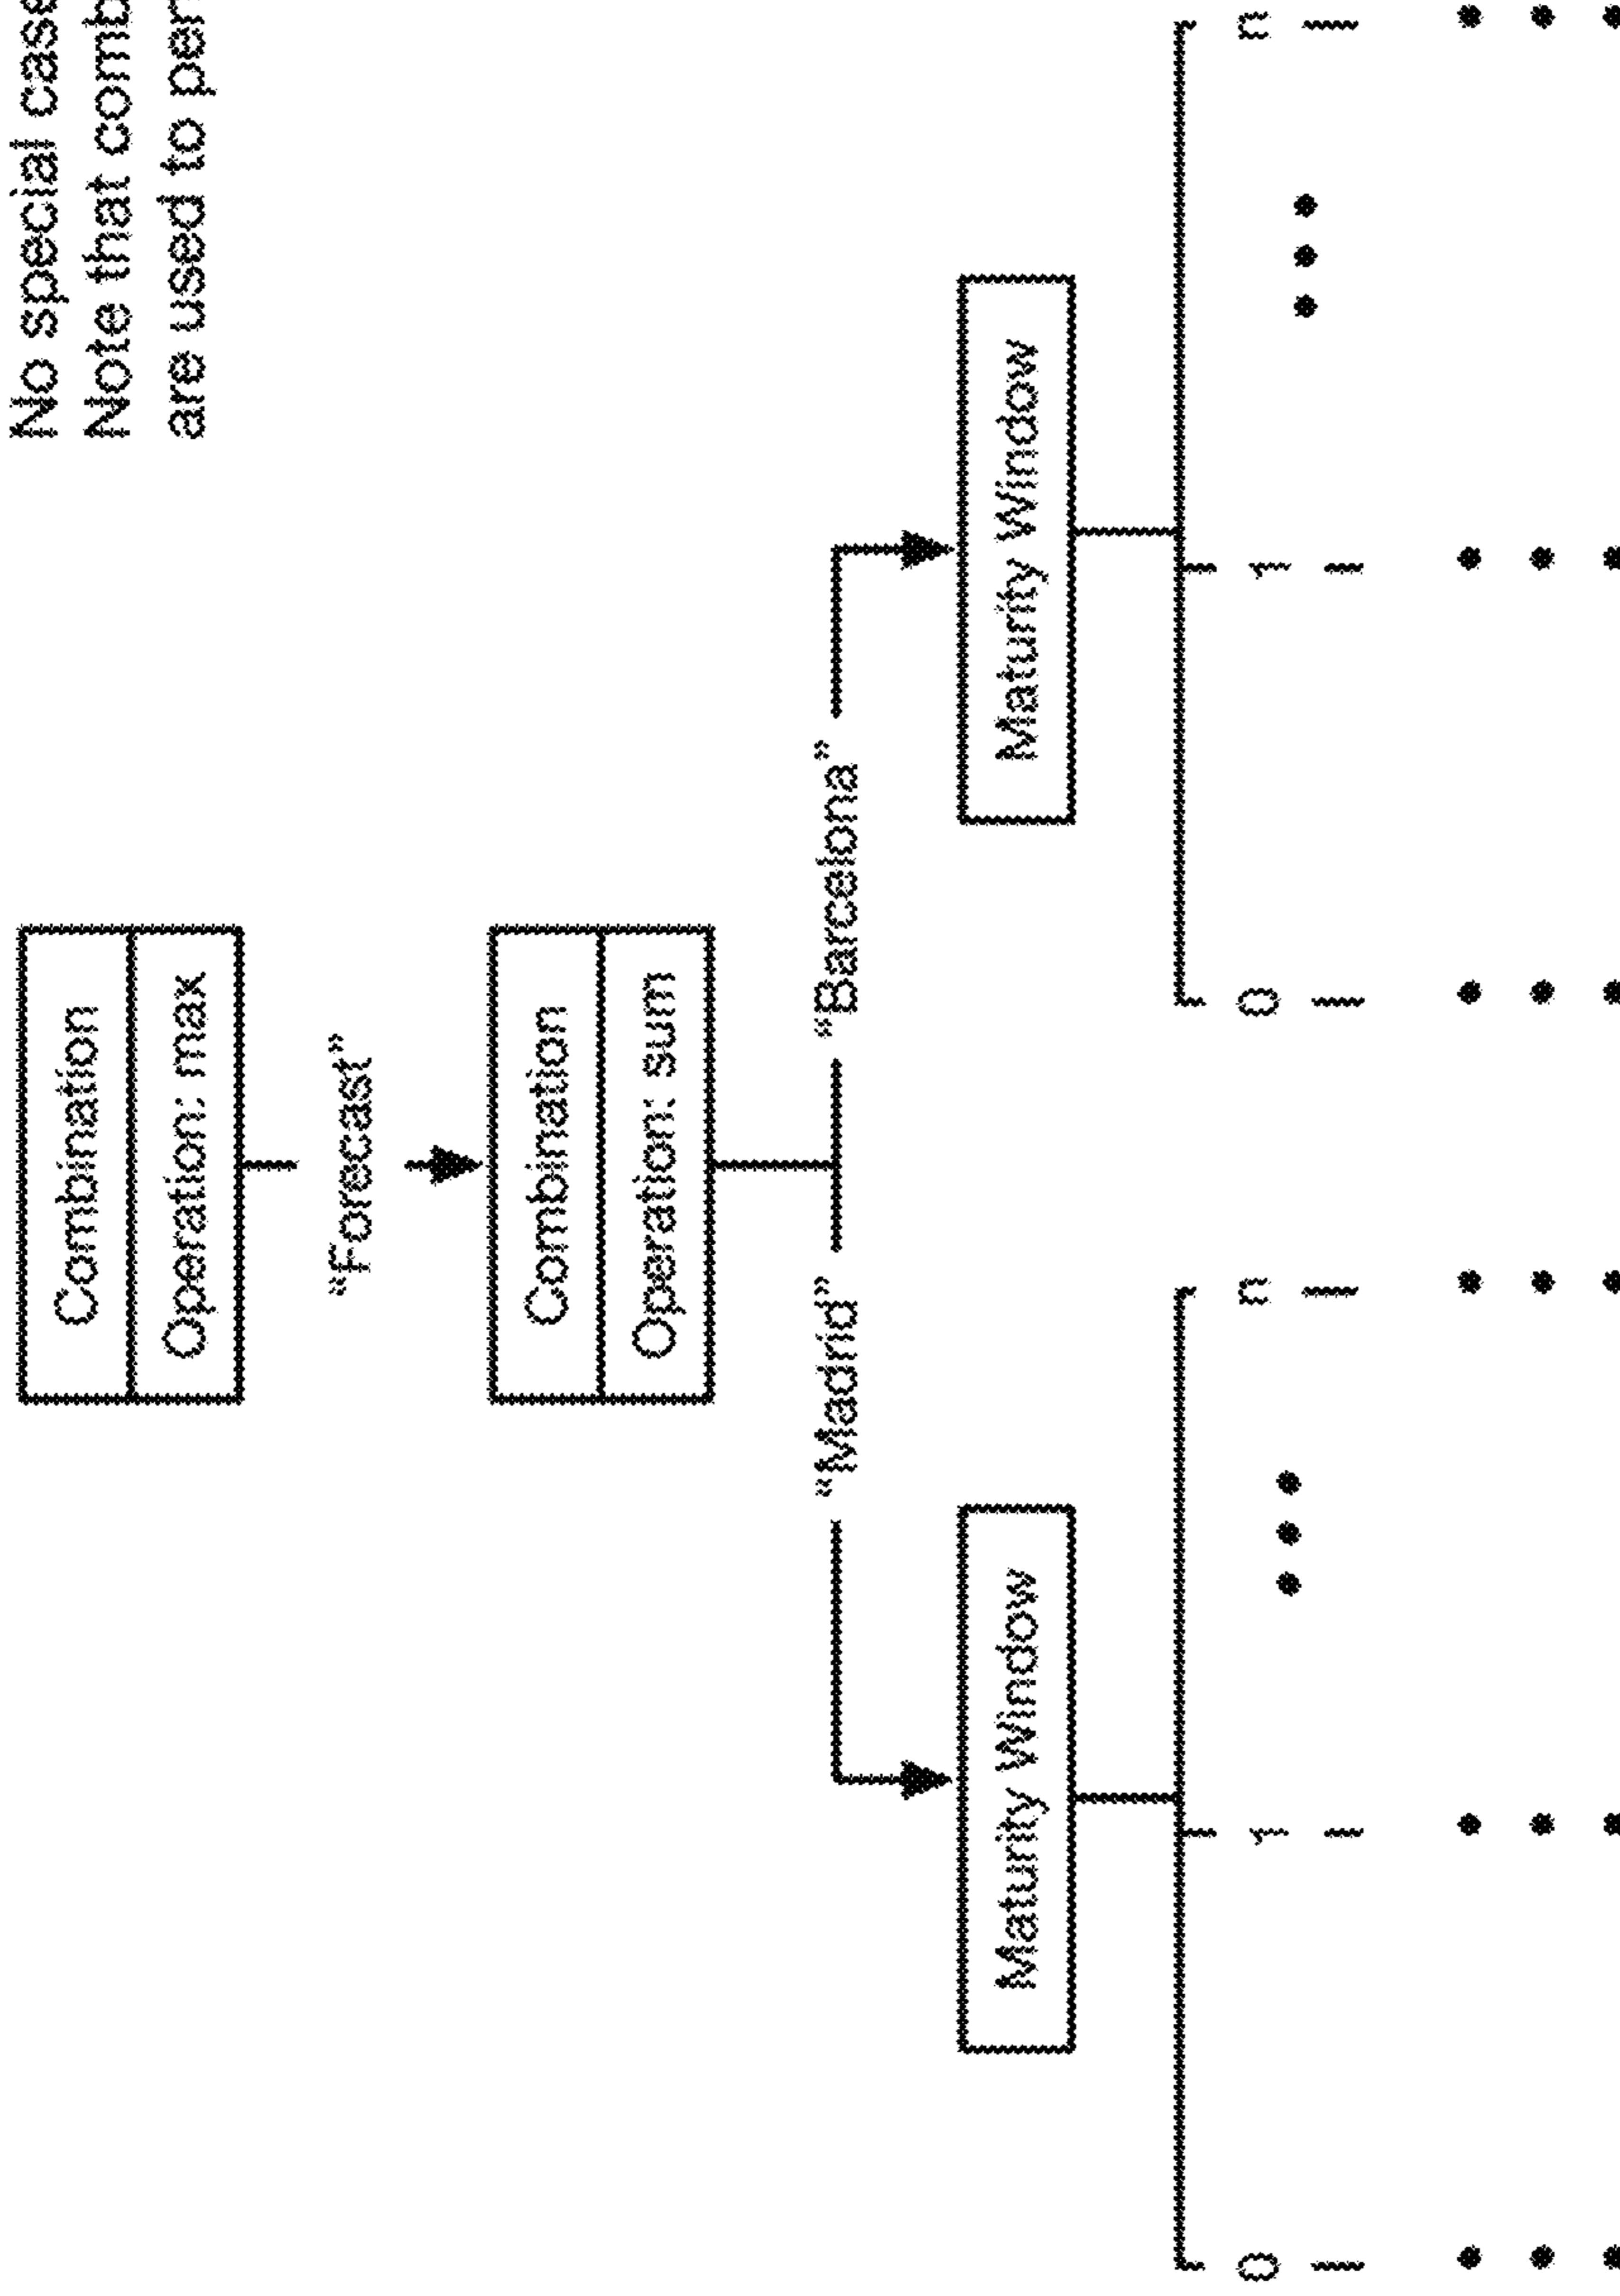 No special case
Note that comb
are used to per
Combination
Operation: max
“Forecast”
Combination
Operation: sum
“Madrid” “Barcelona”
Maturity Window Maturity Window
0 1 n 0 1 n